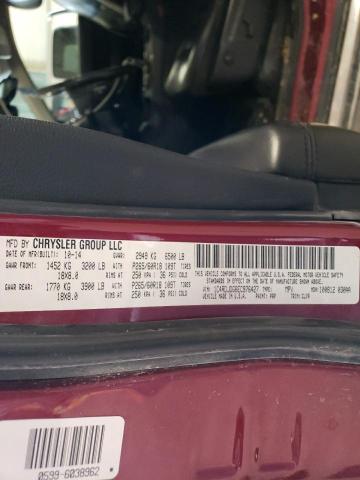 MFD BY CHRYSLER GROUP LLC
DATE OF MFR(BUILT): 10-14 GVWR: 2949 KG 6500 LB
GAWR FRONT: 1452 KG 3200 LB WITH P265/60R18 109T TIRES
18X8.0 RIMS AT 250 KPA 36 PSI COLD
GAWR REAR: 1770 KG 3900 LB WITH P265/60R18 109T TIRES
18X8.0 RIMS AT 250 KPA 36 PSI COLD
THIS VEHICLE CONFORMS TO ALL APPLICABLE U.S.A. FEDERAL MOTOR VEHICLE SAFETY
STANDARDS IN EFFECT ON THE DATE OF MANUFACTURE SHOWN ABOVE
TYPE: MPV
MADE IN U.S.A. PAINT: TRIM:
0599-6038962